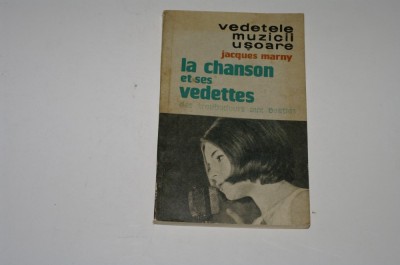 vedetele
muzicii
ușoare
jacques marny
la chanson
et ses
vedettes